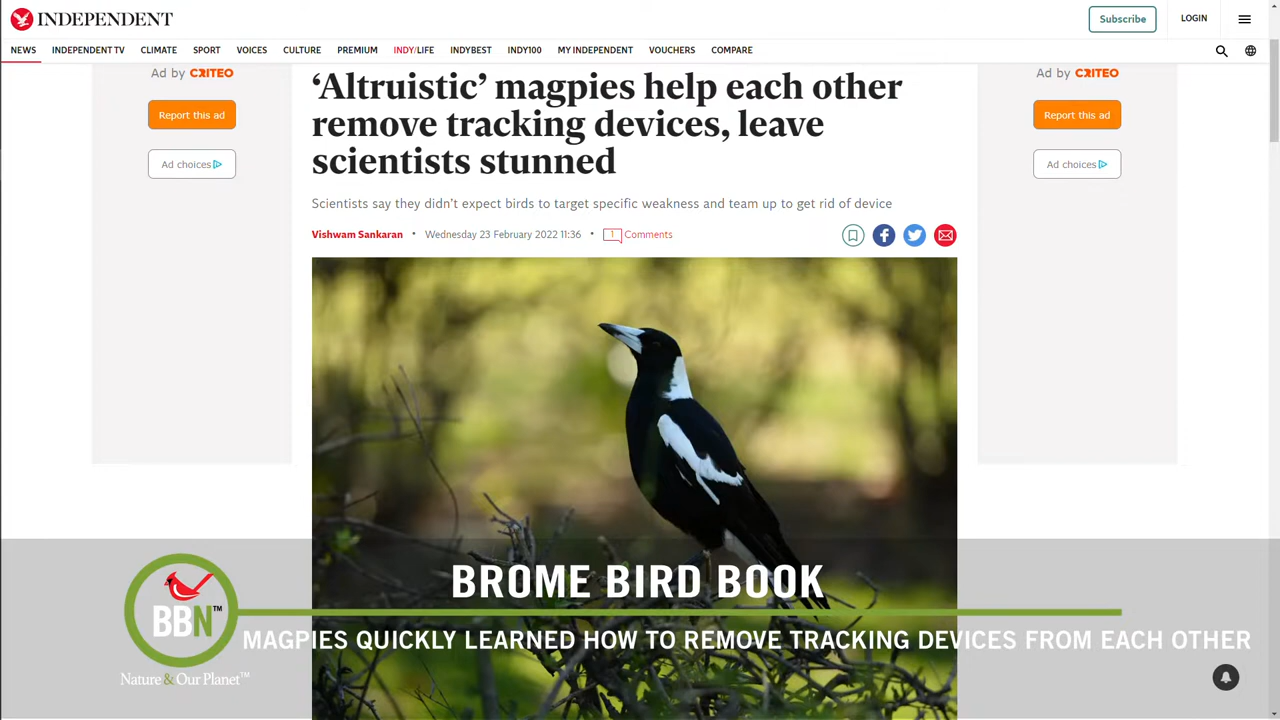 INDEPENDENT
Subscribe
LOGIN
NEWS INDEPENDENT TV CLIMATE SPORT VOICES CULTURE PREMIUM INDY/LIFE INDYBEST INDY100 MY INDEPENDENT VOUCHERS COMPARE
Ad by CRITEO
Report this ad
Ad choices
‘Altruistic’ magpies help each other
remove tracking devices, leave
scientists stunned
Scientists say they didn’t expect birds to target specific weakness and team up to get rid of device
Vishwam Sankaran • Wednesday 23 February 2022 11:36 • 1 Comments
Ad by CRITEO
Report this ad
Ad choices
BROME BIRD BOOK
BBN™
MAGPIES QUICKLY LEARNED HOW TO REMOVE TRACKING DEVICES FROM EACH OTHER
Nature & Our Planet™